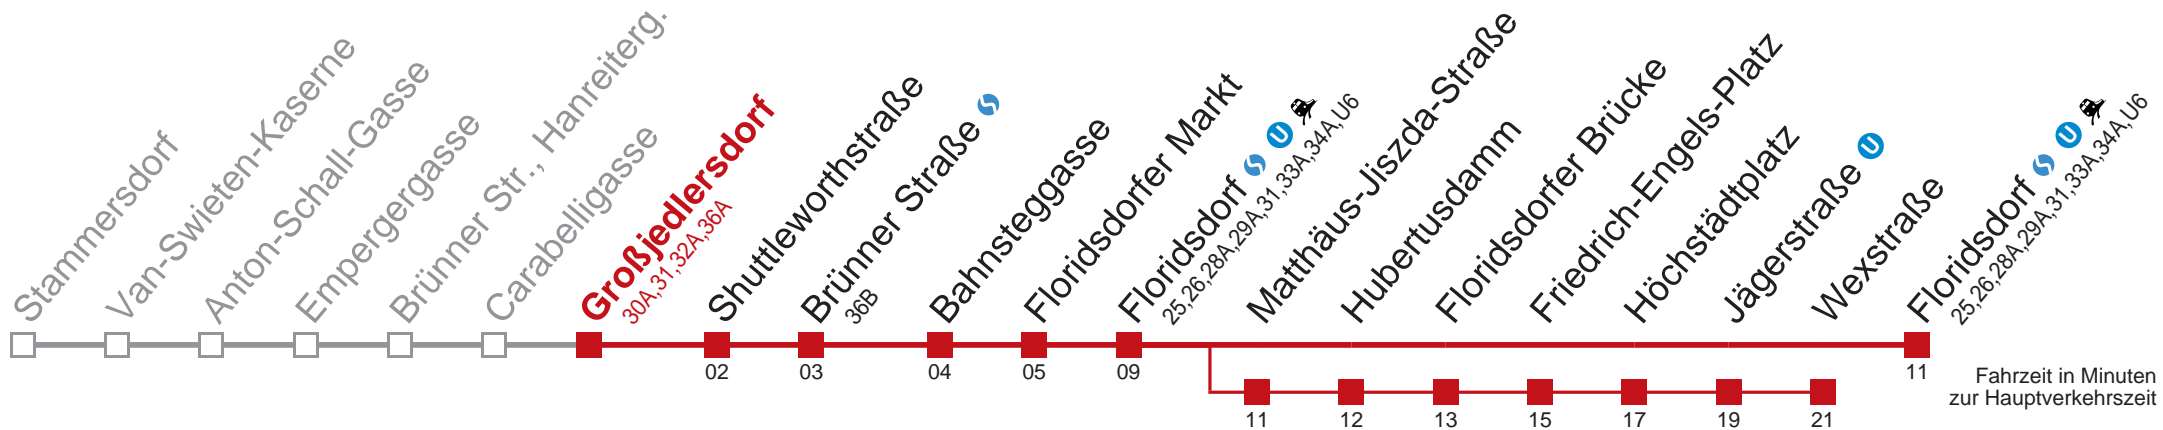 Stammersdorf
Van-Swieten-Kaserne
Anton-Schall-Gasse
Empergergasse
Brünner Str., Hanreiterg.
Carabelligasse
Großjedlersdorf
30A,31,32A,36A
Shuttleworthstraße
02
Brünner Straße
36B
03
Bahnsteggasse
04
Floridsdorfer Markt
05
Floridsdorf U
25,26,28A,29A,31,33A,34A,U6
09
Matthäus-Jiszda-Straße
11
Hubertusdamm
12
Floridsdorfer Brücke
13
Friedrich-Engels-Platz
15
Höchstädtplatz
17
Jägerstraße U
19
Wexstraße
21
Floridsdorf U
25,26,28A,29A,31,33A,34A,U6
11
Fahrzeit in Minuten
zur Hauptverkehrszeit